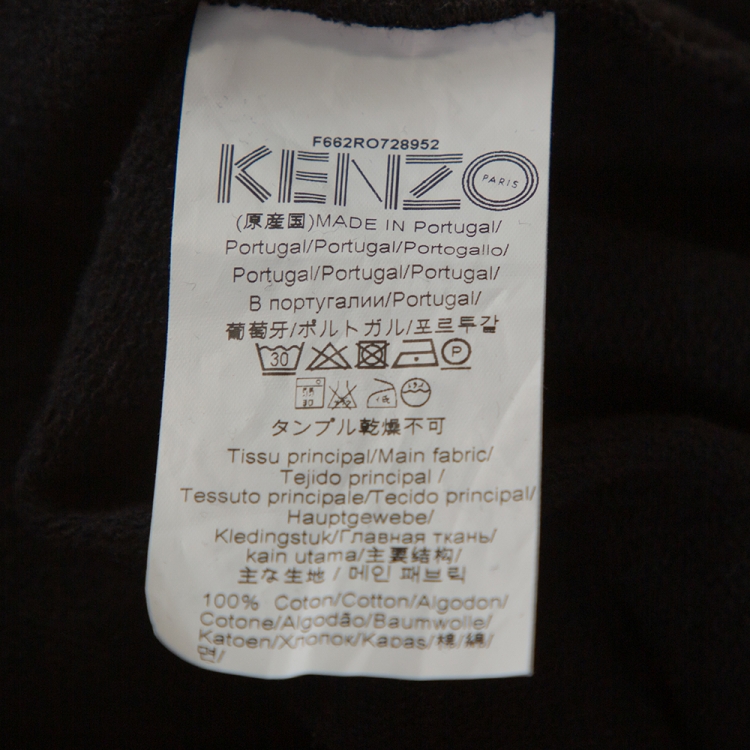 F662RO728952
KENZO PARIS
(原産国)MADE IN Portugal/
Portugal/Portugal/Portogallo/
Portugal/Portugal/Portugal/
В португалии/Portugal/
葡萄牙/ポルトガル/포르투갈
30 P
タンブル乾燥不可
Tissu principal/Main fabric/
Tejido principal /
Tessuto principale/Tecido principal/
Hauptgewebe/
Kledingstuk/Главная ткань/
kain utama/主要结构/
主な生地 / 메인 패브릭
100% Coton/Cotton/Algodon/
Cotone/Algodão/Baumwolle/
Katoen/Хлопок/Kapas/棉/綿/
면/